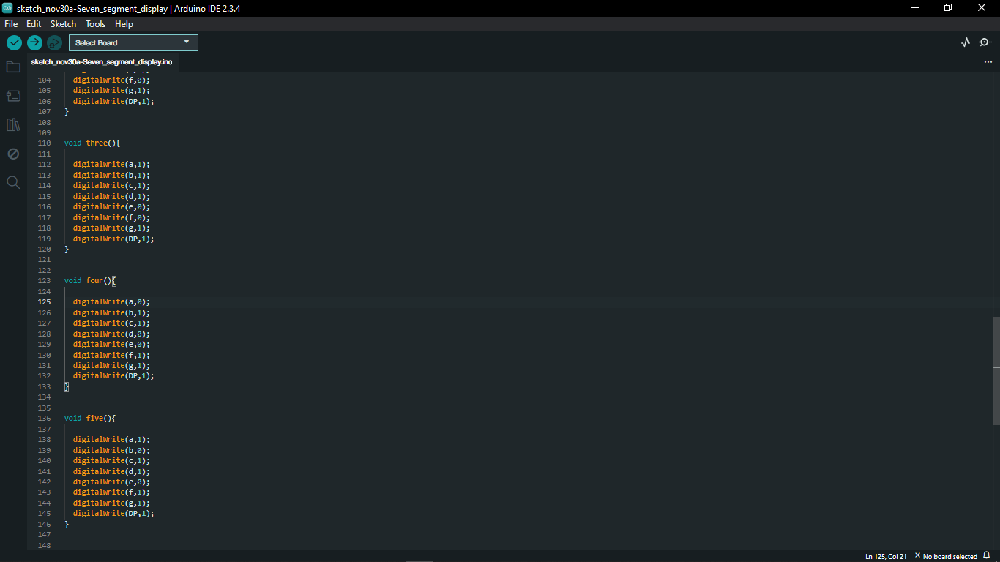 sketch_nov30a-Seven_segment_display | Arduino IDE 2.3.4
File Edit Sketch Tools Help
Select Board
sketch_nov30a-Seven_segment_display.ino
104 digitalWrite(f,0);
105 digitalWrite(g,1);
106 digitalWrite(DP,1);
107 }
108
109
110 void three(){
111
112 digitalWrite(a,1);
113 digitalWrite(b,1);
114 digitalWrite(c,1);
115 digitalWrite(d,1);
116 digitalWrite(e,0);
117 digitalWrite(f,0);
118 digitalWrite(g,1);
119 digitalWrite(DP,1);
120 }
121
122
123 void four(){
124
125 digitalWrite(a,0);
126 digitalWrite(b,1);
127 digitalWrite(c,1);
128 digitalWrite(d,0);
129 digitalWrite(e,0);
130 digitalWrite(f,1);
131 digitalWrite(g,1);
132 digitalWrite(DP,1);
133 }
134
135
136 void five(){
137
138 digitalWrite(a,1);
139 digitalWrite(b,0);
140 digitalWrite(c,1);
141 digitalWrite(d,1);
142 digitalWrite(e,0);
143 digitalWrite(f,1);
144 digitalWrite(g,1);
145 digitalWrite(DP,1);
146 }
147
148
Ln 125, Col 21 × No board selected